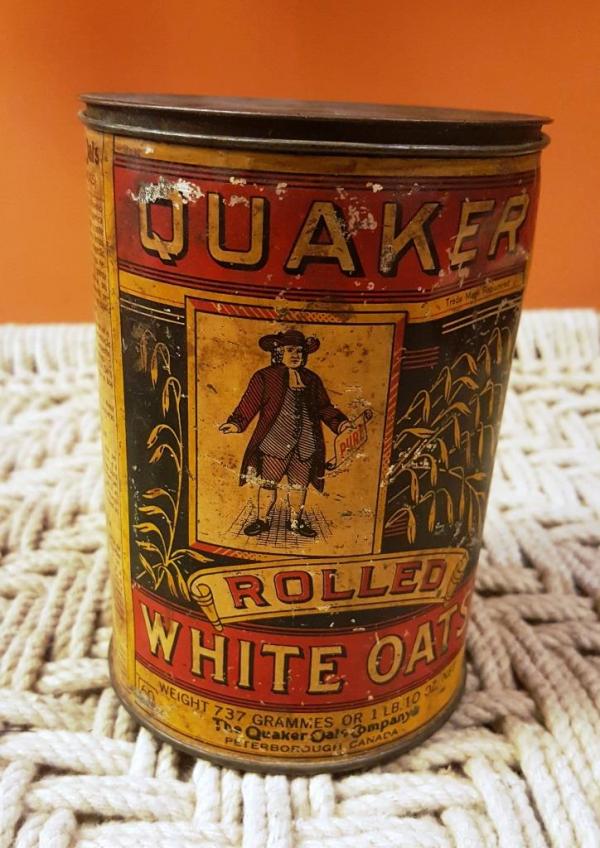 QUAKER
Trade Mark Registered
PURE
ROLLED
WHITE OATS
WEIGHT 737 GRAMMES OR 1 LB. 10 OZ. NET
The Quaker Oats Company
PETERBOROUGH CANADA